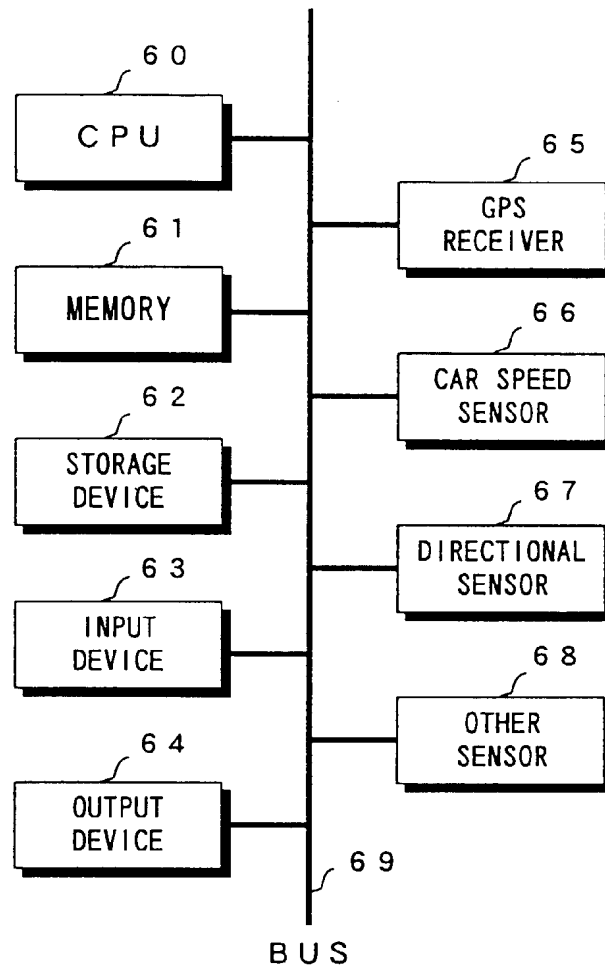 60
CPU
61
MEMORY
62
STORAGE
DEVICE
63
INPUT
DEVICE
64
OUTPUT
DEVICE
65
GPS
RECEIVER
66
CAR SPEED
SENSOR
67
DIRECTIONAL
SENSOR
68
OTHER
SENSOR
69
BUS